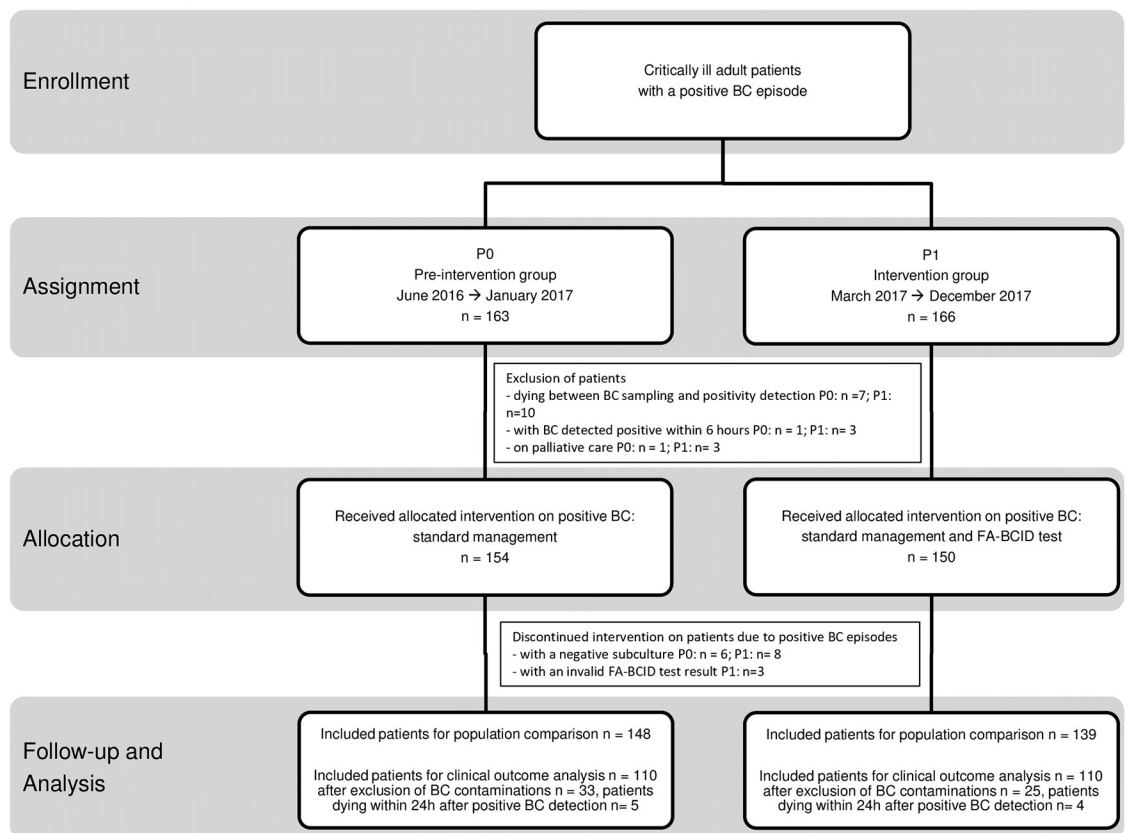 Enrollment
Critically ill adult patients
with a positive BC episode
Assignment
P0
Pre-intervention group
June 2016 → January 2017
n = 163
P1
Intervention group
March 2017 → December 2017
n = 166
Exclusion of patients
- dying between BC sampling and positivity detection P0: n =7; P1:
n=10
- with BC detected positive within 6 hours P0: n = 1; P1: n= 3
- on palliative care P0: n = 1; P1: n= 3
Allocation
Received allocated intervention on positive BC:
standard management
n = 154
Received allocated intervention on positive BC:
standard management and FA-BCID test
n = 150
Discontinued intervention on patients due to positive BC episodes
- with a negative subculture P0: n = 6; P1: n= 8
- with an invalid FA-BCID test result P1: n=3
Follow-up and
Analysis
Included patients for population comparison n = 148
Included patients for clinical outcome analysis n = 110
after exclusion of BC contaminations n = 33, patients
dying within 24h after positive BC detection n= 5
Included patients for population comparison n = 139
Included patients for clinical outcome analysis n = 110
after exclusion of BC contaminations n = 25, patients
dying within 24h after positive BC detection n= 4